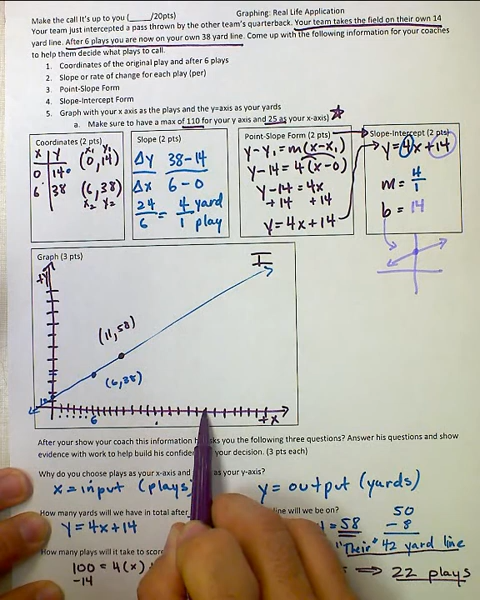 Make the call It's up to you (_____/20pts) Graphing: Real Life Application
Your team just intercepted a pass thrown by the other team's quarterback. Your team takes the field on their own 14
yard line. After 6 plays you are now on your own 38 yard line. Come up with the following information for your coaches
to help them decide what plays to call.
1. Coordinates of the original play and after 6 plays
2. Slope or rate of change for each play (per)
3. Point-Slope Form
4. Slope-Intercept Form
5. Graph with your x axis as the plays and the y=axis as your yards
a. Make sure to have a max of 110 for your y axis and 25 as your x-axis)
Coordinates (2 pts)
X Y
x₁ y₁
(0,14)
0 14
6 38
(6,38)
x₂ y₂
Slope (2 pts)
ΔY 38-14
ΔX 6-0
24 = 4 yard
6 1 play
Point-Slope Form (2 pts)
Y-Y₁=m(x-x₁)
Y-14=4(x-0)
Y-14=4x
+14 +14
Y=4x+14
Slope-Intercept (2 pts)
Y=4x+14
m=4
1
b=14
Graph (3 pts)
I
+Y
(11,58)
(6,38)
6
+X
After your show your coach this information he asks you the following three questions? Answer his questions and show
evidence with work to help build his your decision. (3 pts each)
Why do you choose plays as your x-axis and as your y-axis?
x=input (plays y=output (yards)
How many yards will we have in total after line will we be on?
Y=4x+14 =58
50
-8
"Their" 42 yard line
How many plays will it take to score
100=4(x)
-14
⇒ 22 plays